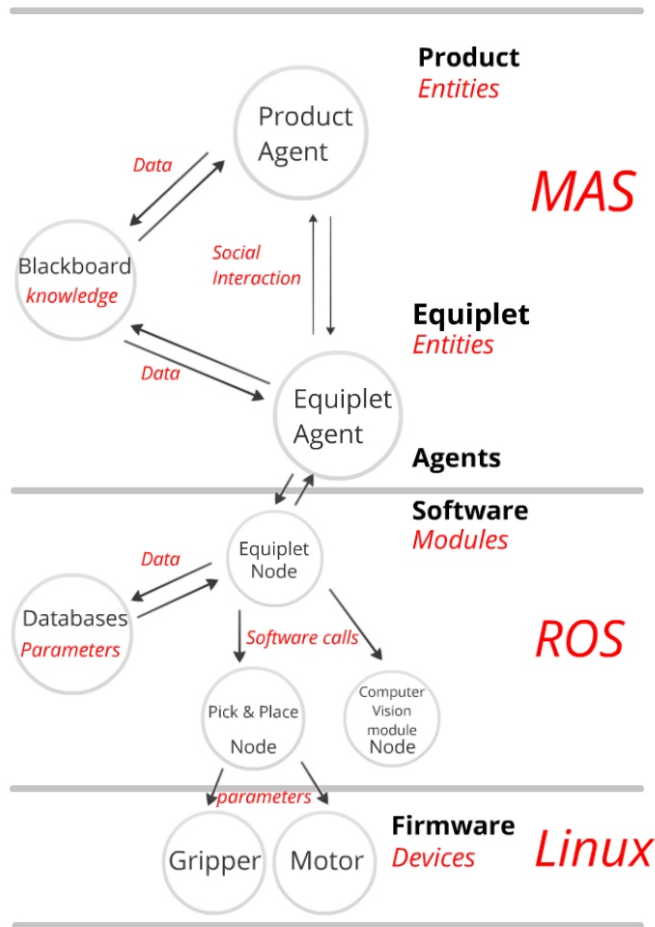 Product
Entities
Product
Agent
Data
MAS
Social
Interaction
Blackboard
knowledge
Equiplet
Entities
Data
Equiplet
Agent
Agents
Software
Modules
Equiplet
Node
Data
Databases
Parameters
Software calls
ROS
Pick & Place
Node
Computer
Vision
module
Node
parameters
Firmware
Devices
Gripper
Motor
Linux